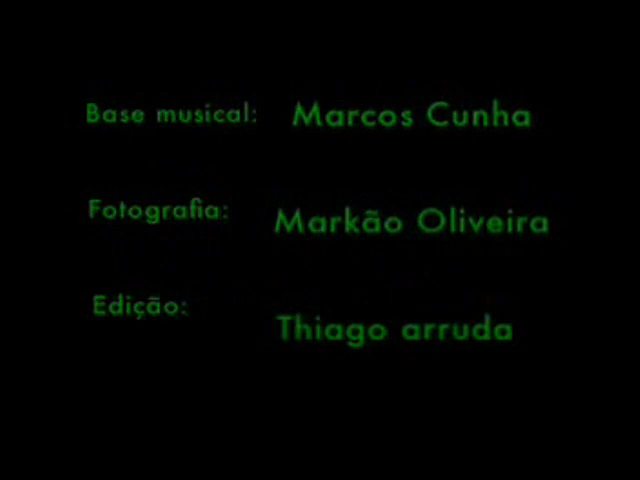 Base musical: Marcos Cunha
Fotografia: Markão Oliveira
Edição: Thiago arruda